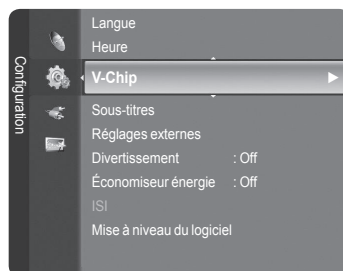 Configuration
Langue
Heure
V-Chip
Sous-titres
Réglages externes
Divertissement : Off
Économiseur énergie : Off
ISI
Mise à niveau du logiciel